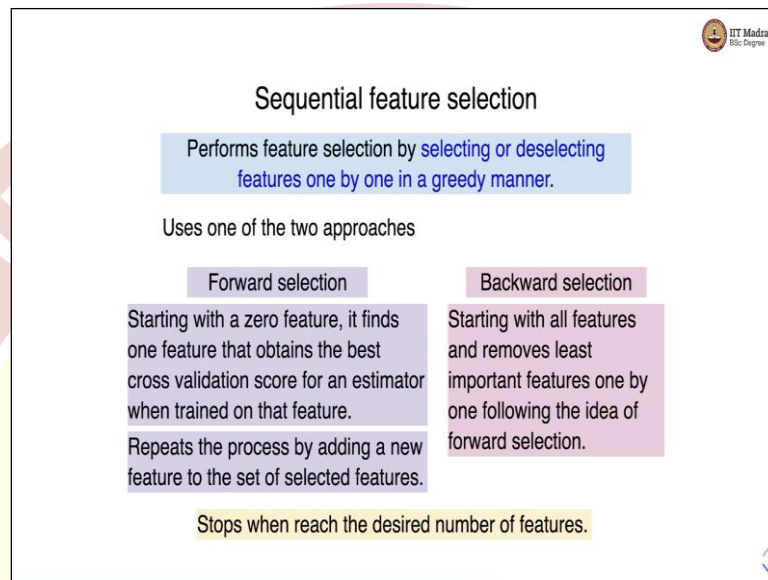 IIT Madra
BSc Degree
Sequential feature selection
Performs feature selection by selecting or deselecting
features one by one in a greedy manner.
Uses one of the two approaches
Forward selection
Starting with a zero feature, it finds
one feature that obtains the best
cross validation score for an estimator
when trained on that feature.
Repeats the process by adding a new
feature to the set of selected features.
Backward selection
Starting with all features
and removes least
important features one by
one following the idea of
forward selection.
Stops when reach the desired number of features.